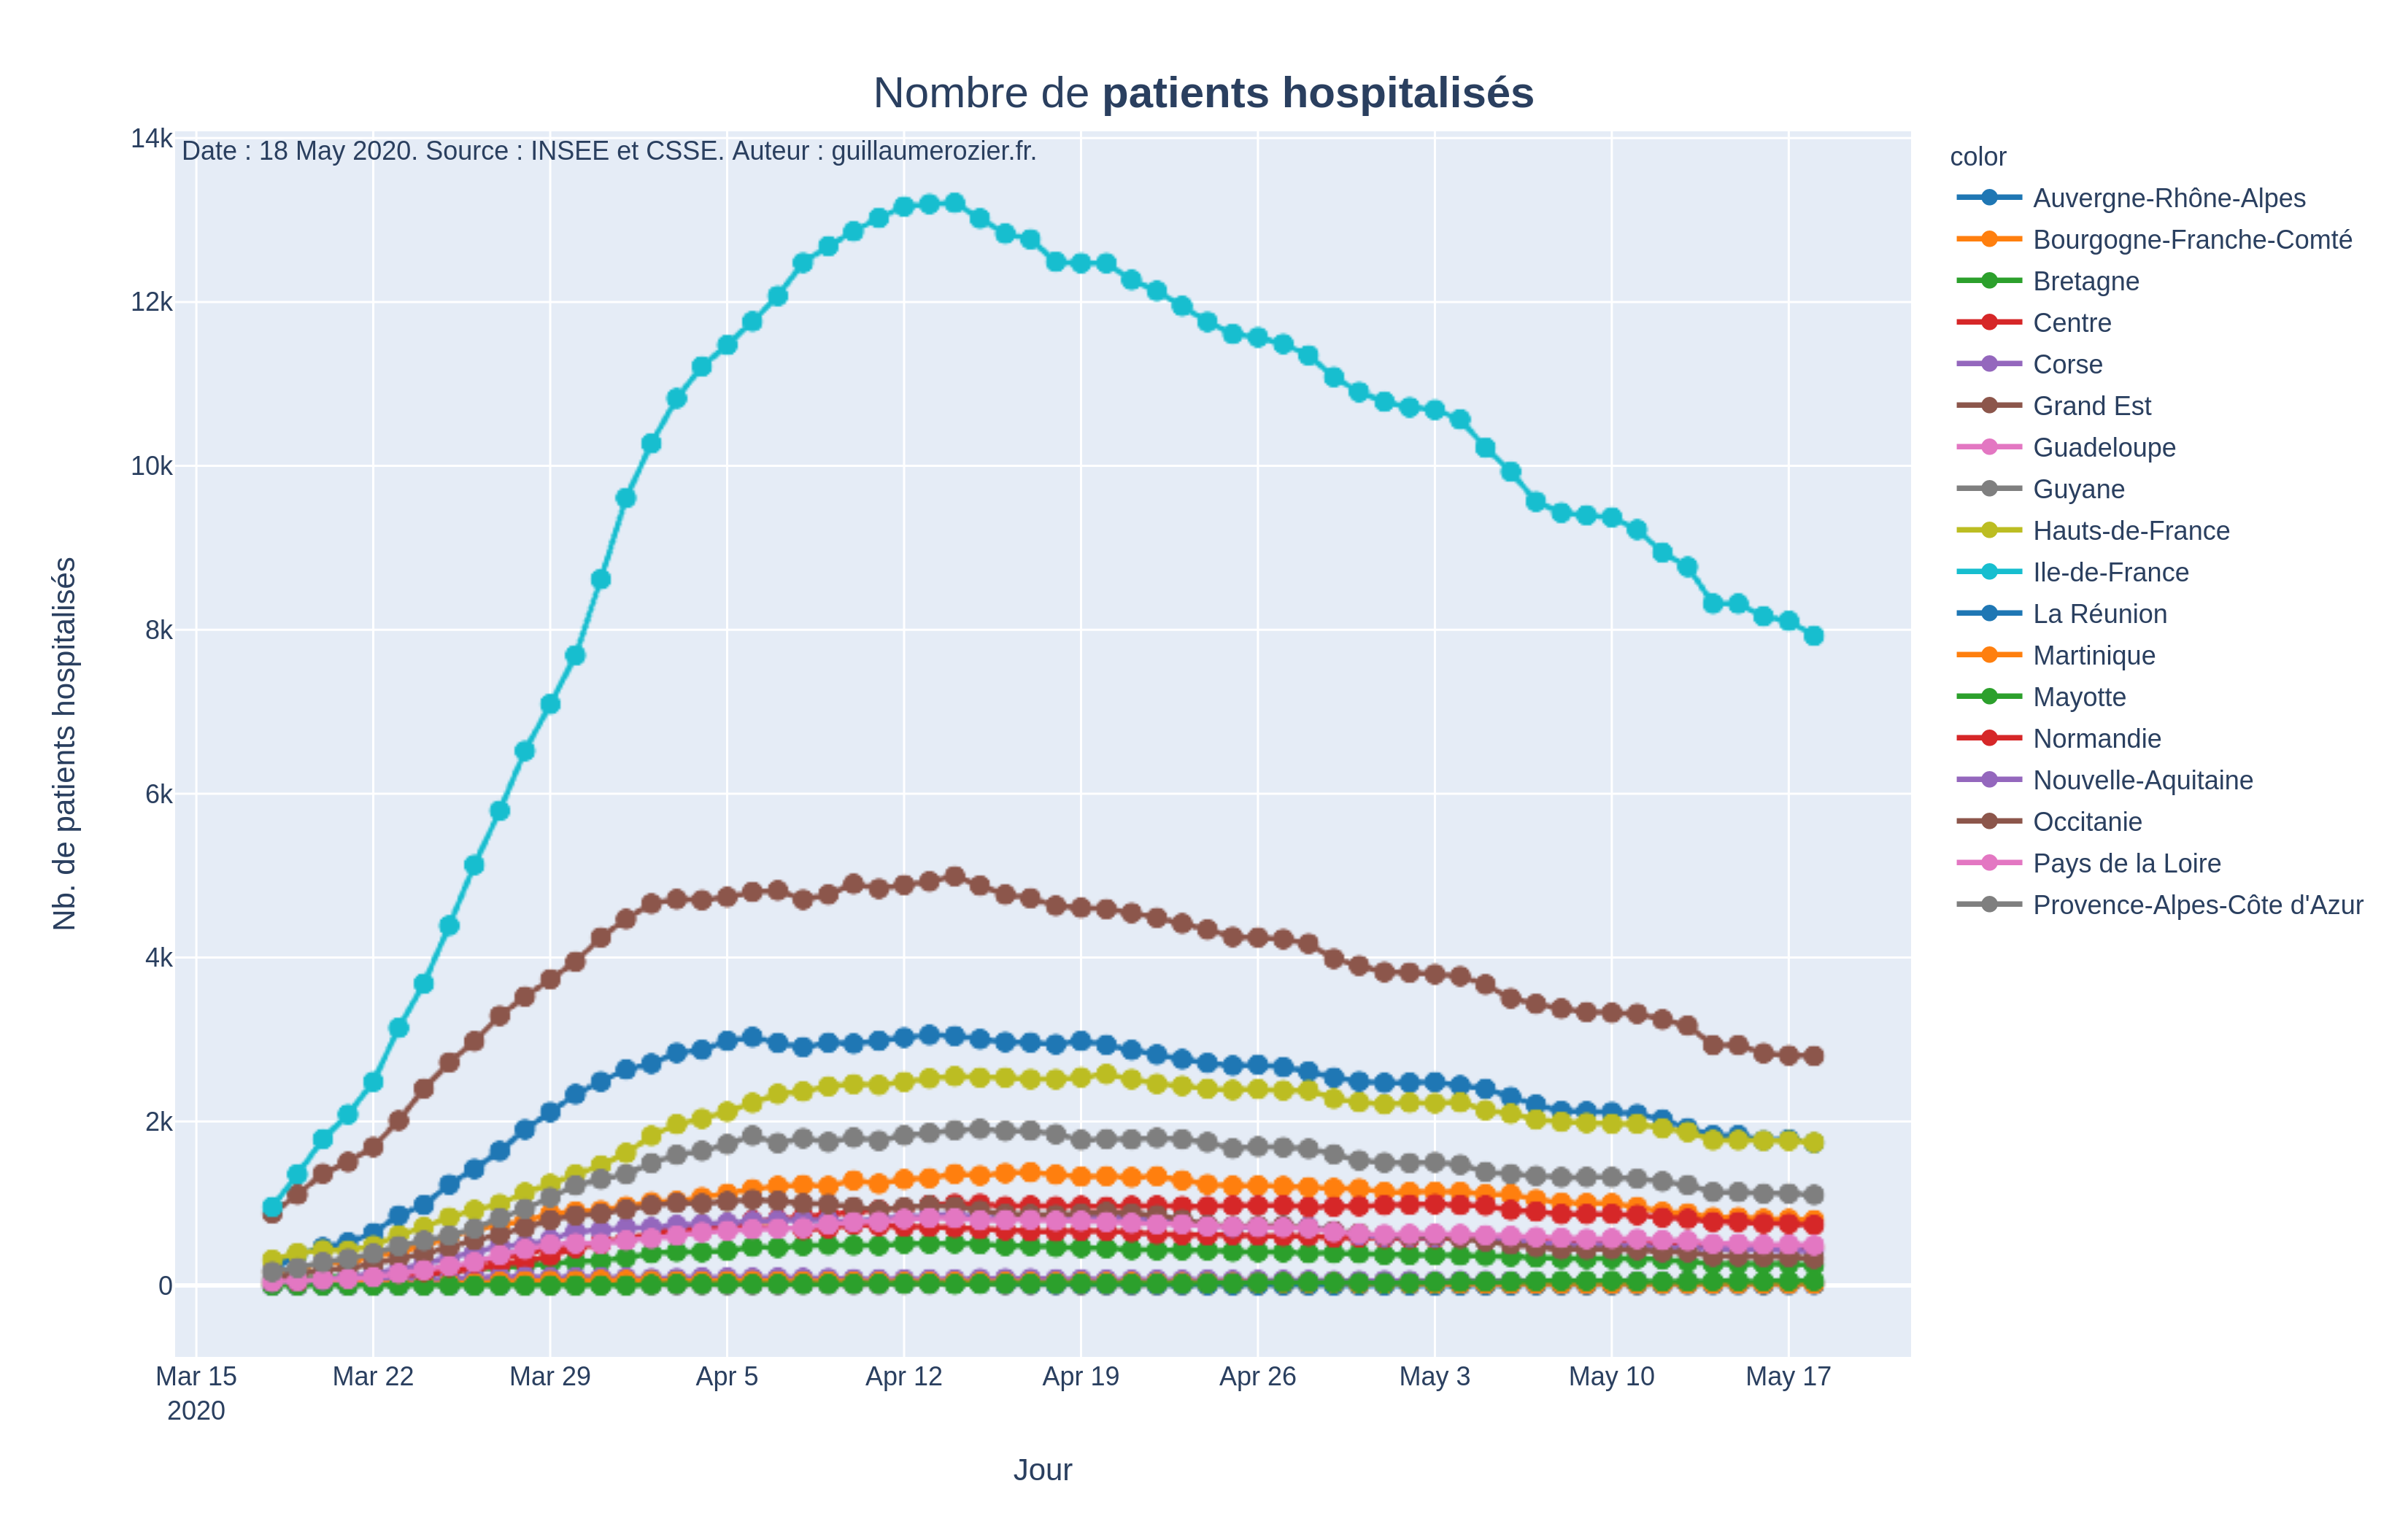 Nombre de patients hospitalisés
Date : 18 May 2020. Source : INSEE et CSSE. Auteur : guillaumerozier.fr.
Nb. de patients hospitalisés
14k
12k
10k
8k
6k
4k
2k
0
Mar 15
2020
Mar 22
Mar 29
Apr 5
Apr 12
Apr 19
Apr 26
May 3
May 10
May 17
Jour
color
Auvergne-Rhône-Alpes
Bourgogne-Franche-Comté
Bretagne
Centre
Corse
Grand Est
Guadeloupe
Guyane
Hauts-de-France
Ile-de-France
La Réunion
Martinique
Mayotte
Normandie
Nouvelle-Aquitaine
Occitanie
Pays de la Loire
Provence-Alpes-Côte d'Azur